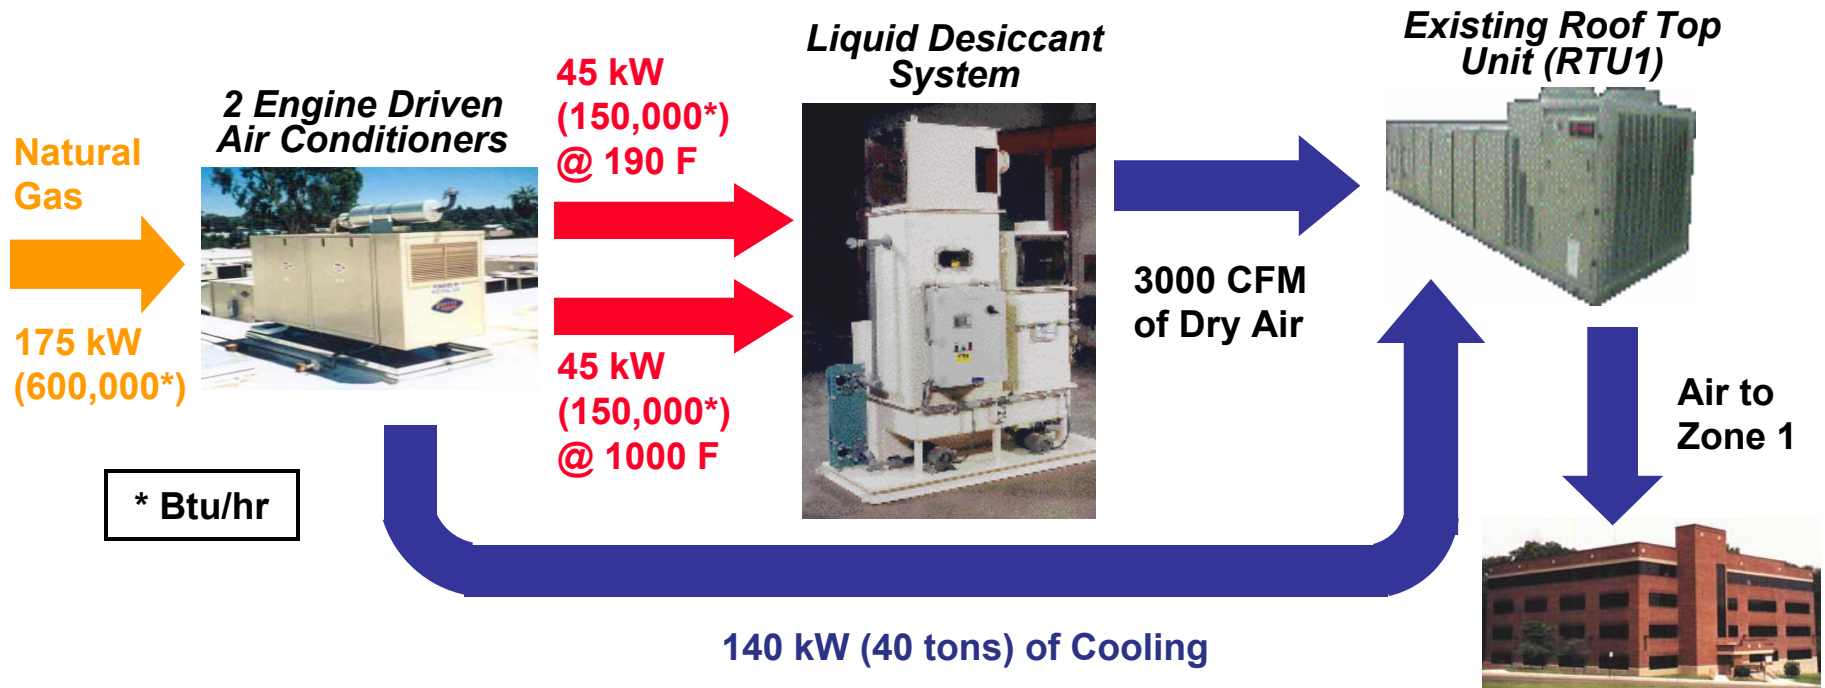 Natural
Gas
175 kW
(600,000*)
* Btu/hr
2 Engine Driven
Air Conditioners
45 kW
(150,000*)
@ 190 F
45 kW
(150,000*)
@ 1000 F
Liquid Desiccant
System
3000 CFM
of Dry Air
Existing Roof Top
Unit (RTU1)
Air to
Zone 1
140 kW (40 tons) of Cooling